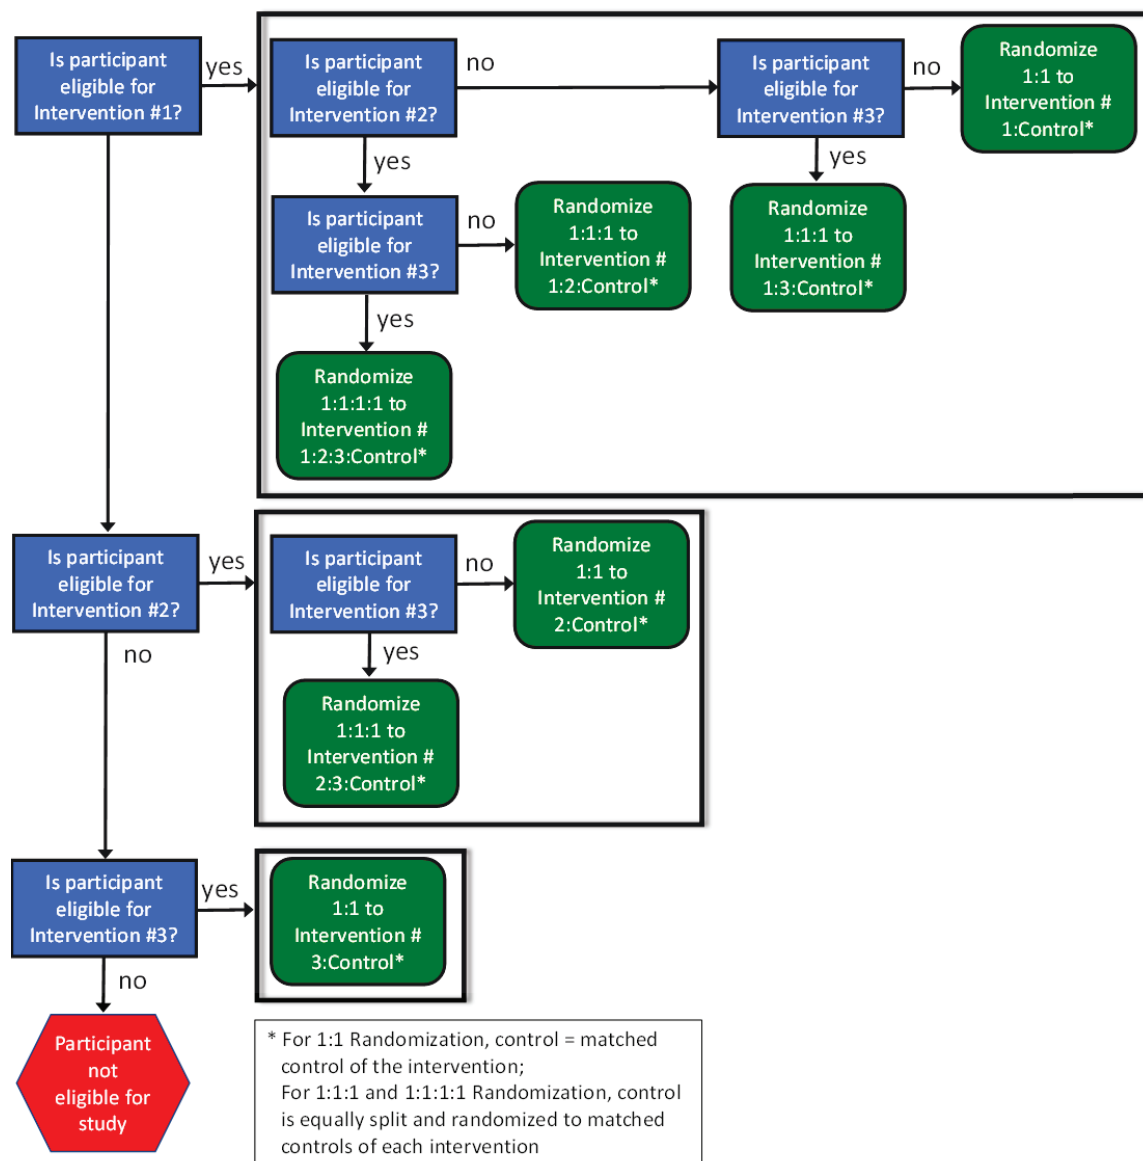 Is participant
eligible for
Intervention #1?
yes
Is participant
eligible for
Intervention #2?
no
Is participant
eligible for
Intervention #3?
no
Randomize
1:1 to
Intervention #
1:Control*
yes
yes
Is participant
eligible for
Intervention #3?
no
Randomize
1:1:1 to
Intervention #
1:2:Control*
Randomize
1:1:1 to
Intervention #
1:3:Control*
yes
Randomize
1:1:1:1 to
Intervention #
1:2:3:Control*
Is participant
eligible for
Intervention #2?
yes
Is participant
eligible for
Intervention #3?
no
Randomize
1:1 to
Intervention #
2:Control*
no
yes
Randomize
1:1:1 to
Intervention #
2:3:Control*
Is participant
eligible for
Intervention #3?
yes
Randomize
1:1 to
Intervention #
3:Control*
no
Participant
not
eligible for
study
* For 1:1 Randomization, control = matched
control of the intervention;
For 1:1:1 and 1:1:1:1 Randomization, control
is equally split and randomized to matched
controls of each intervention